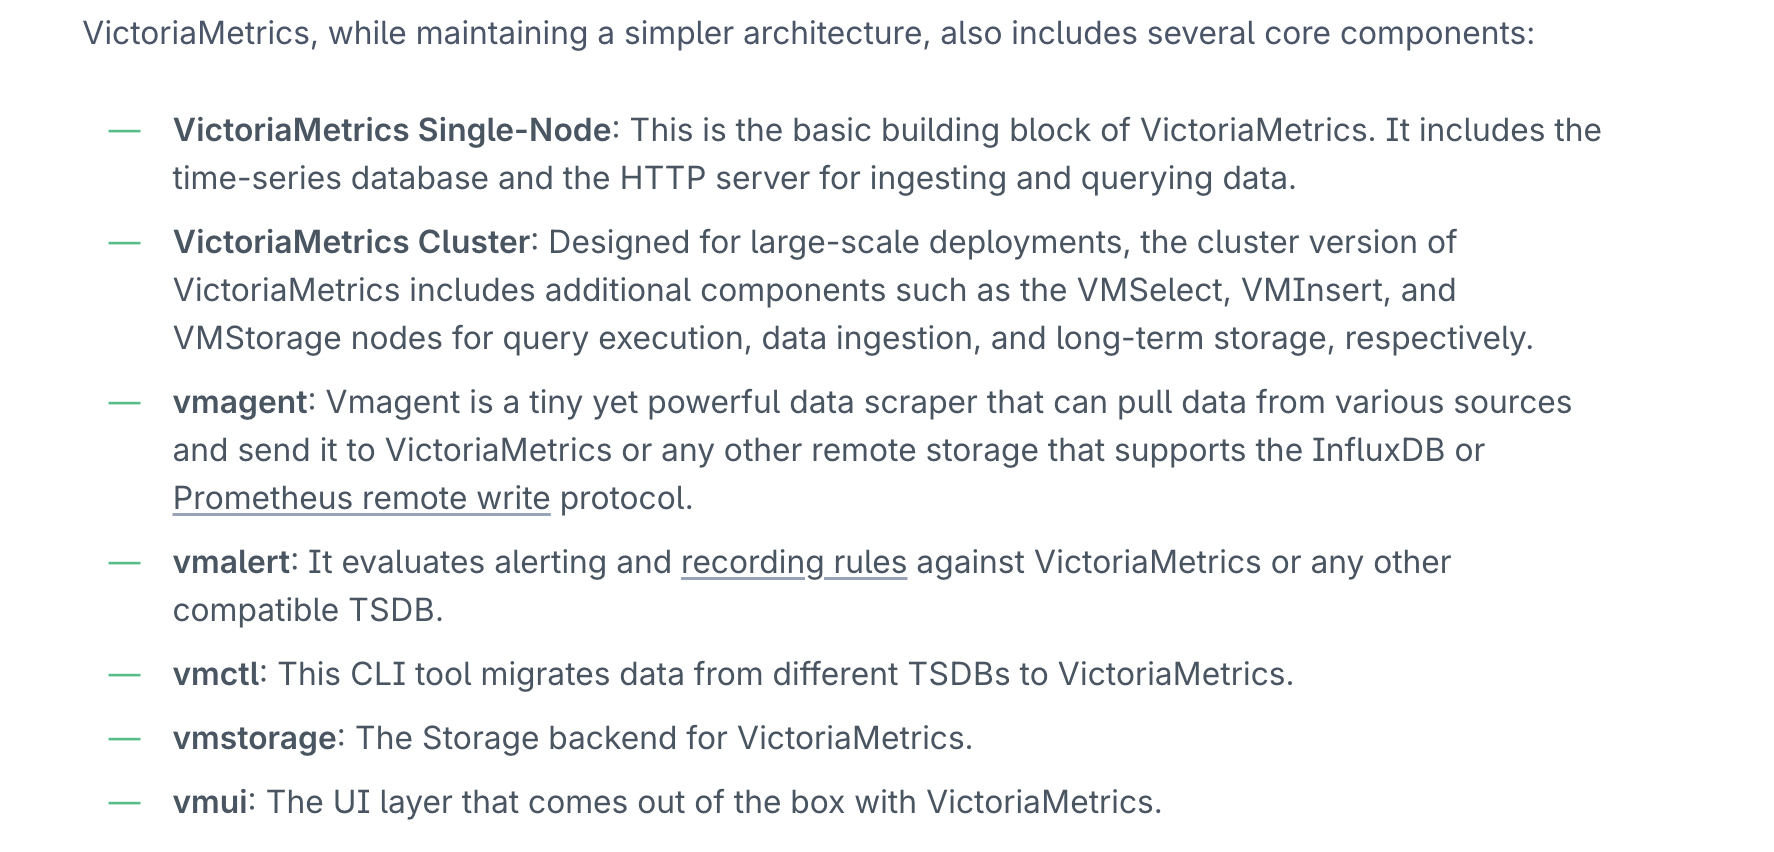 VictoriaMetrics, while maintaining a simpler architecture, also includes several core components:
— VictoriaMetrics Single-Node: This is the basic building block of VictoriaMetrics. It includes the
time-series database and the HTTP server for ingesting and querying data.
— VictoriaMetrics Cluster: Designed for large-scale deployments, the cluster version of
VictoriaMetrics includes additional components such as the VMSelect, VMInsert, and
VMStorage nodes for query execution, data ingestion, and long-term storage, respectively.
— vmagent: Vmagent is a tiny yet powerful data scraper that can pull data from various sources
and send it to VictoriaMetrics or any other remote storage that supports the InfluxDB or
Prometheus remote write protocol.
— vmalert: It evaluates alerting and recording rules against VictoriaMetrics or any other
compatible TSDB.
— vmctl: This CLI tool migrates data from different TSDBs to VictoriaMetrics.
— vmstorage: The Storage backend for VictoriaMetrics.
— vmui: The UI layer that comes out of the box with VictoriaMetrics.